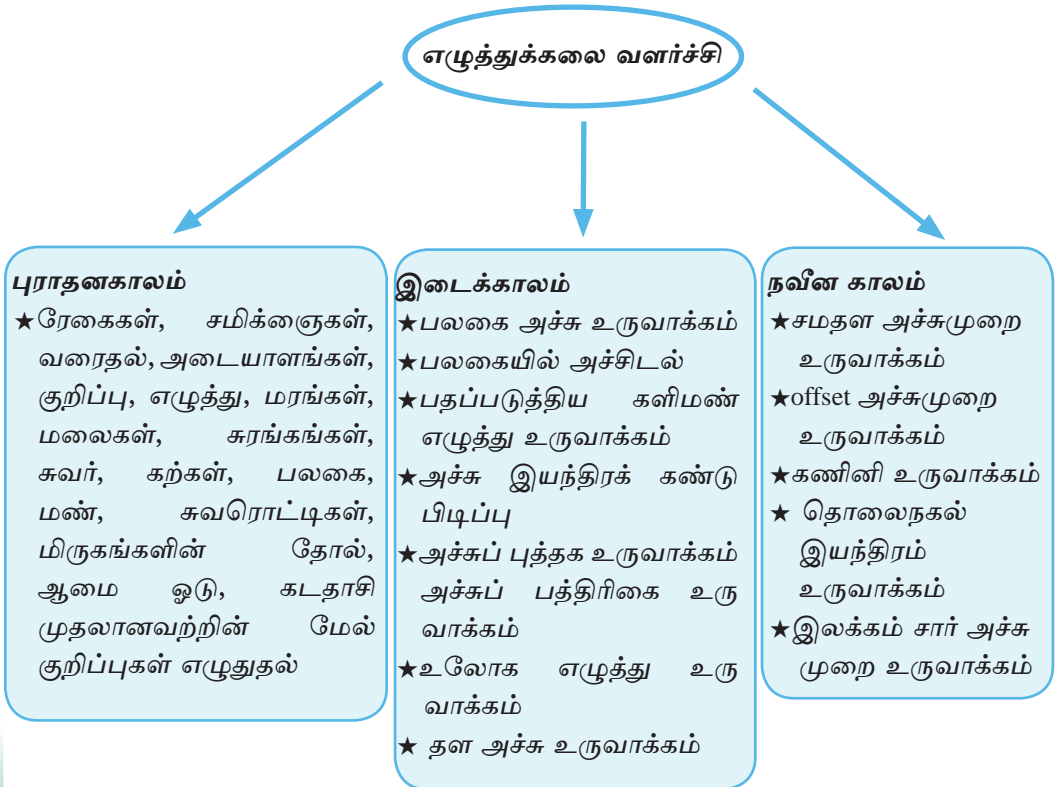 எழுத்துக்கலை வளர்ச்சி
புராதனகாலம்
★ரேகைகள், சமிக்ஞைகள்,
வரைதல், அடையாளங்கள்,
குறிப்பு, எழுத்து, மரங்கள்,
மலைகள், சுரங்கங்கள்,
சுவர், கற்கள், பலகை,
மண், சுவரொட்டிகள்,
மிருகங்களின் தோல்,
ஆமை ஓடு, கடதாசி
முதலானவற்றின் மேல்
குறிப்புகள் எழுதுதல்
இடைக்காலம்
★பலகை அச்சு உருவாக்கம்
★பலகையில் அச்சிடல்
★பதப்படுத்திய களிமண்
எழுத்து உருவாக்கம்
★அச்சு இயந்திரக் கண்டு
பிடிப்பு
★அச்சுப் புத்தக உருவாக்கம்
அச்சுப் பத்திரிகை உரு
வாக்கம்
★உலோக எழுத்து உரு
வாக்கம்
★ தள அச்சு உருவாக்கம்
நவீன காலம்
★சமதள அச்சுமுறை
உருவாக்கம்
★offset அச்சுமுறை
உருவாக்கம்
★கணினி உருவாக்கம்
★ தொலைநகல்
இயந்திரம்
உருவாக்கம்
★இலக்கம் சார் அச்சு
முறை உருவாக்கம்